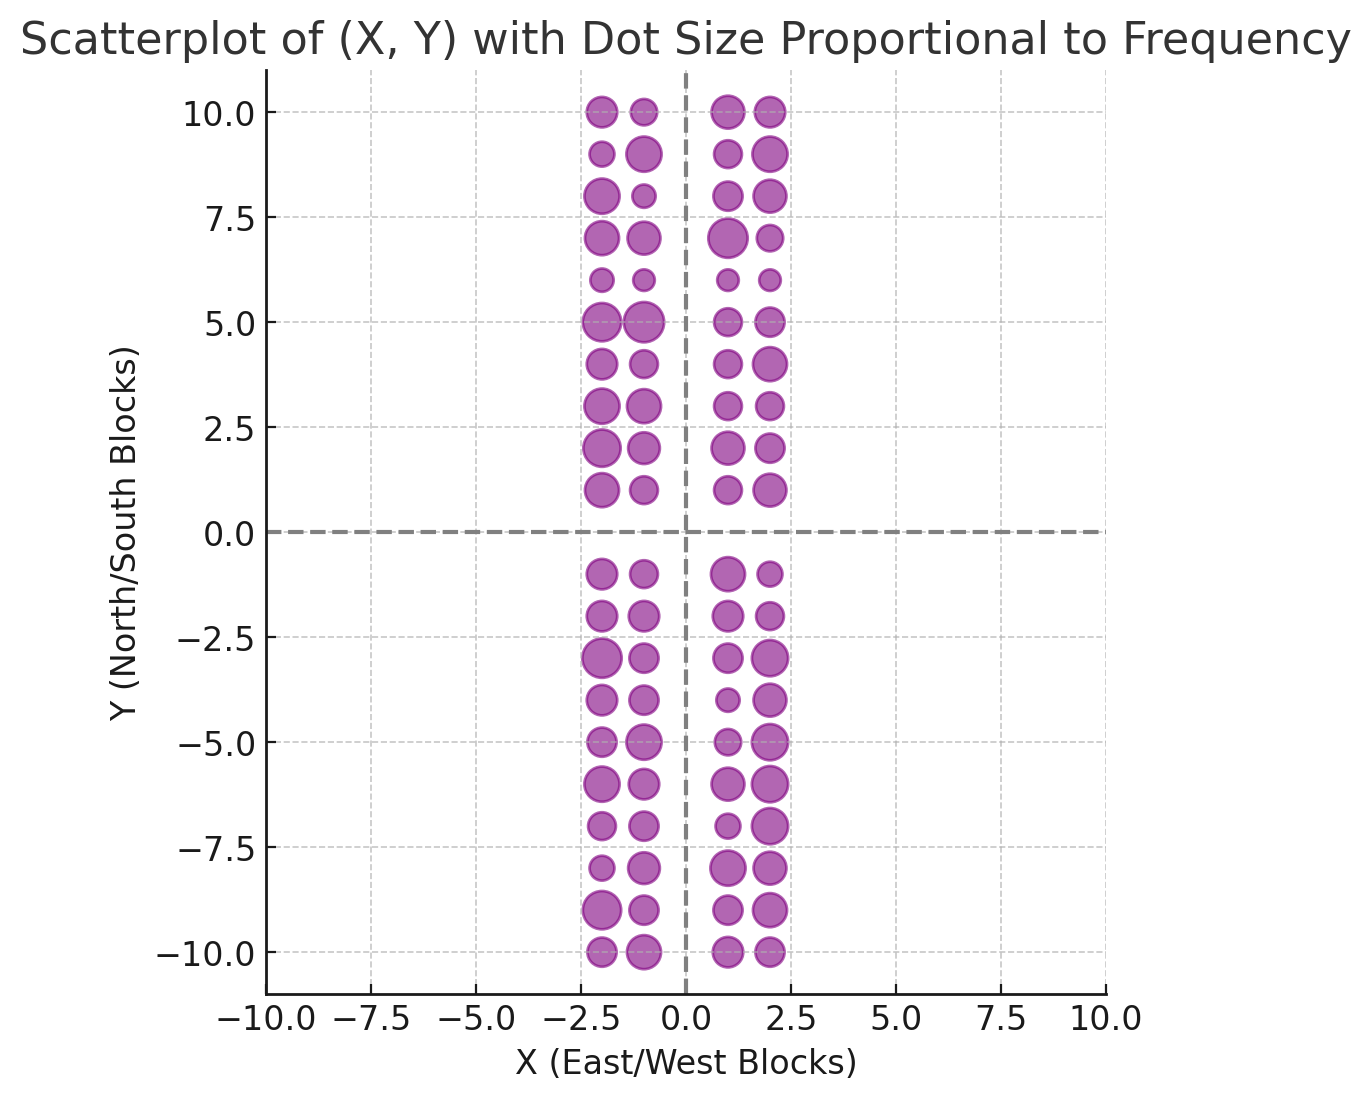 Scatterplot of (X, Y) with Dot Size Proportional to Frequency
10.0
7.5
5.0
2.5
0.0
−2.5
−5.0
−7.5
−10.0
Y (North/South Blocks)
−10.0 −7.5 −5.0 −2.5 0.0 2.5 5.0 7.5 10.0
X (East/West Blocks)